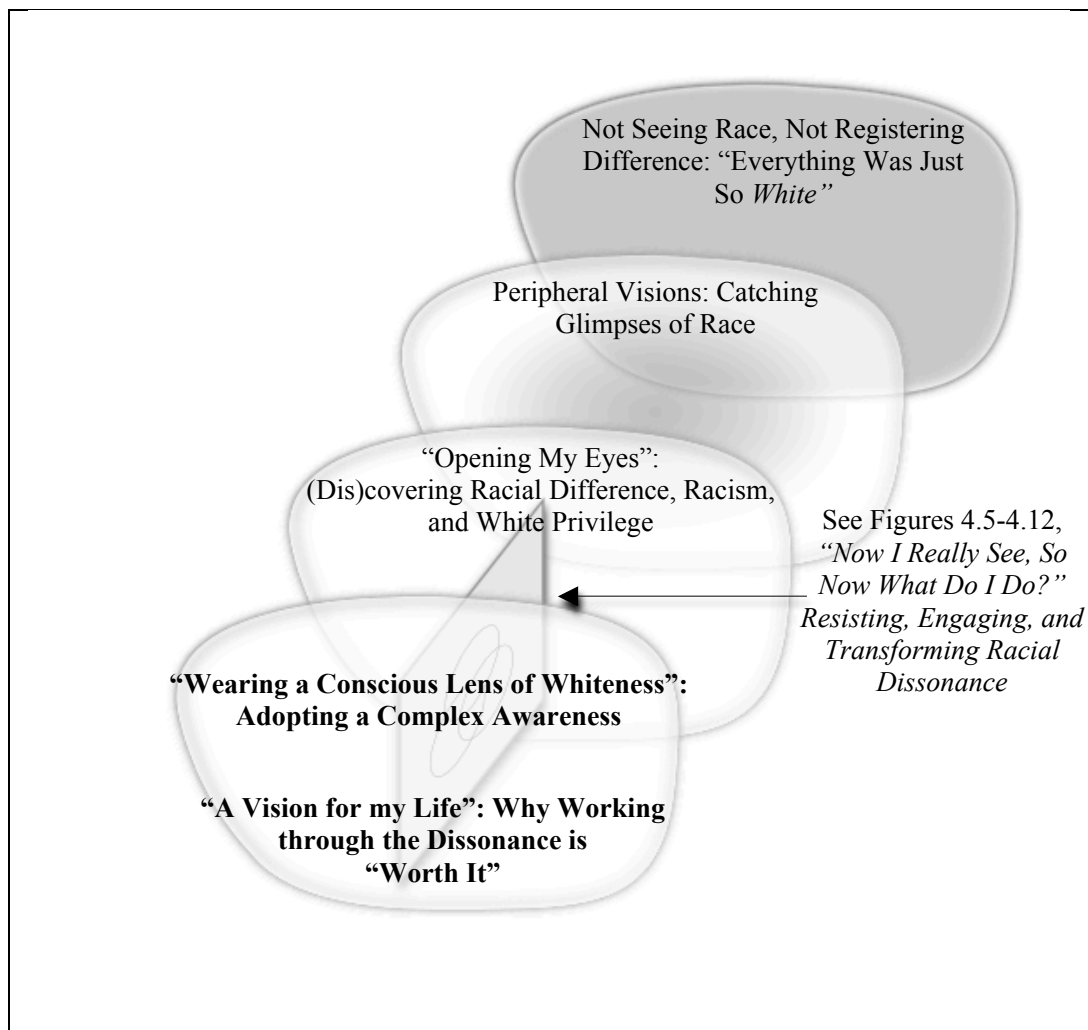 Not Seeing Race, Not Registering
Difference: “Everything Was Just
So White”
Peripheral Visions: Catching
Glimpses of Race
“Opening My Eyes”:
(Dis)covering Racial Difference, Racism,
and White Privilege
See Figures 4.5-4.12,
“Now I Really See, So
Now What Do I Do?”
Resisting, Engaging, and
Transforming Racial
Dissonance
“Wearing a Conscious Lens of Whiteness”:
Adopting a Complex Awareness
“A Vision for my Life”: Why Working
through the Dissonance is
“Worth It”